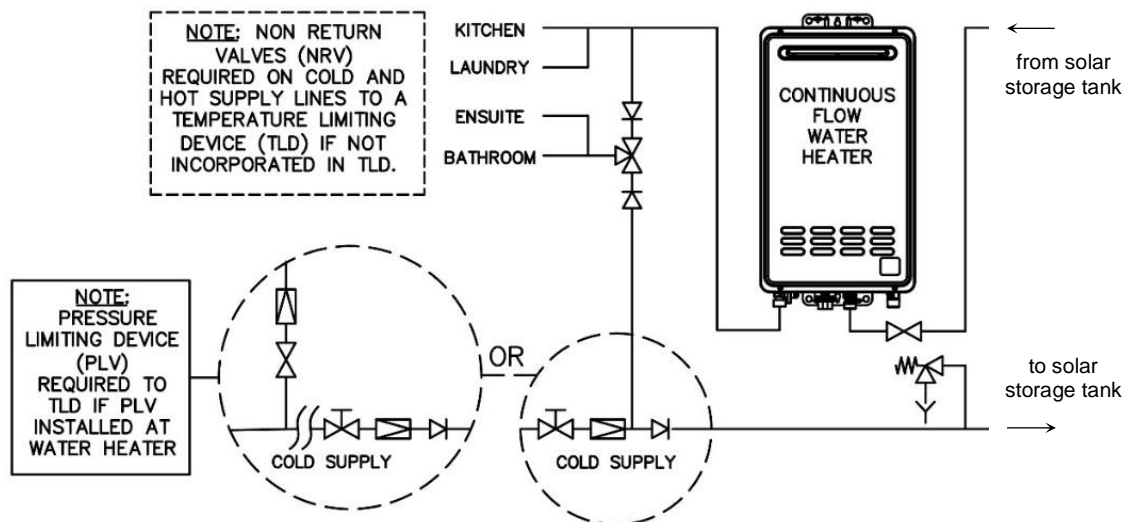 NOTE: NON RETURN
VALVES (NRV)
REQUIRED ON COLD AND
HOT SUPPLY LINES TO A
TEMPERATURE LIMITING
DEVICE (TLD) IF NOT
INCORPORATED IN TLD.
KITCHEN
LAUNDRY
ENSUITE
BATHROOM
CONTINUOUS
FLOW
WATER
HEATER
from solar
storage tank
NOTE:
PRESSURE
LIMITING DEVICE
(PLV)
REQUIRED TO
TLD IF PLV
INSTALLED AT
WATER HEATER
OR
COLD SUPPLY
COLD SUPPLY
to solar
storage tank